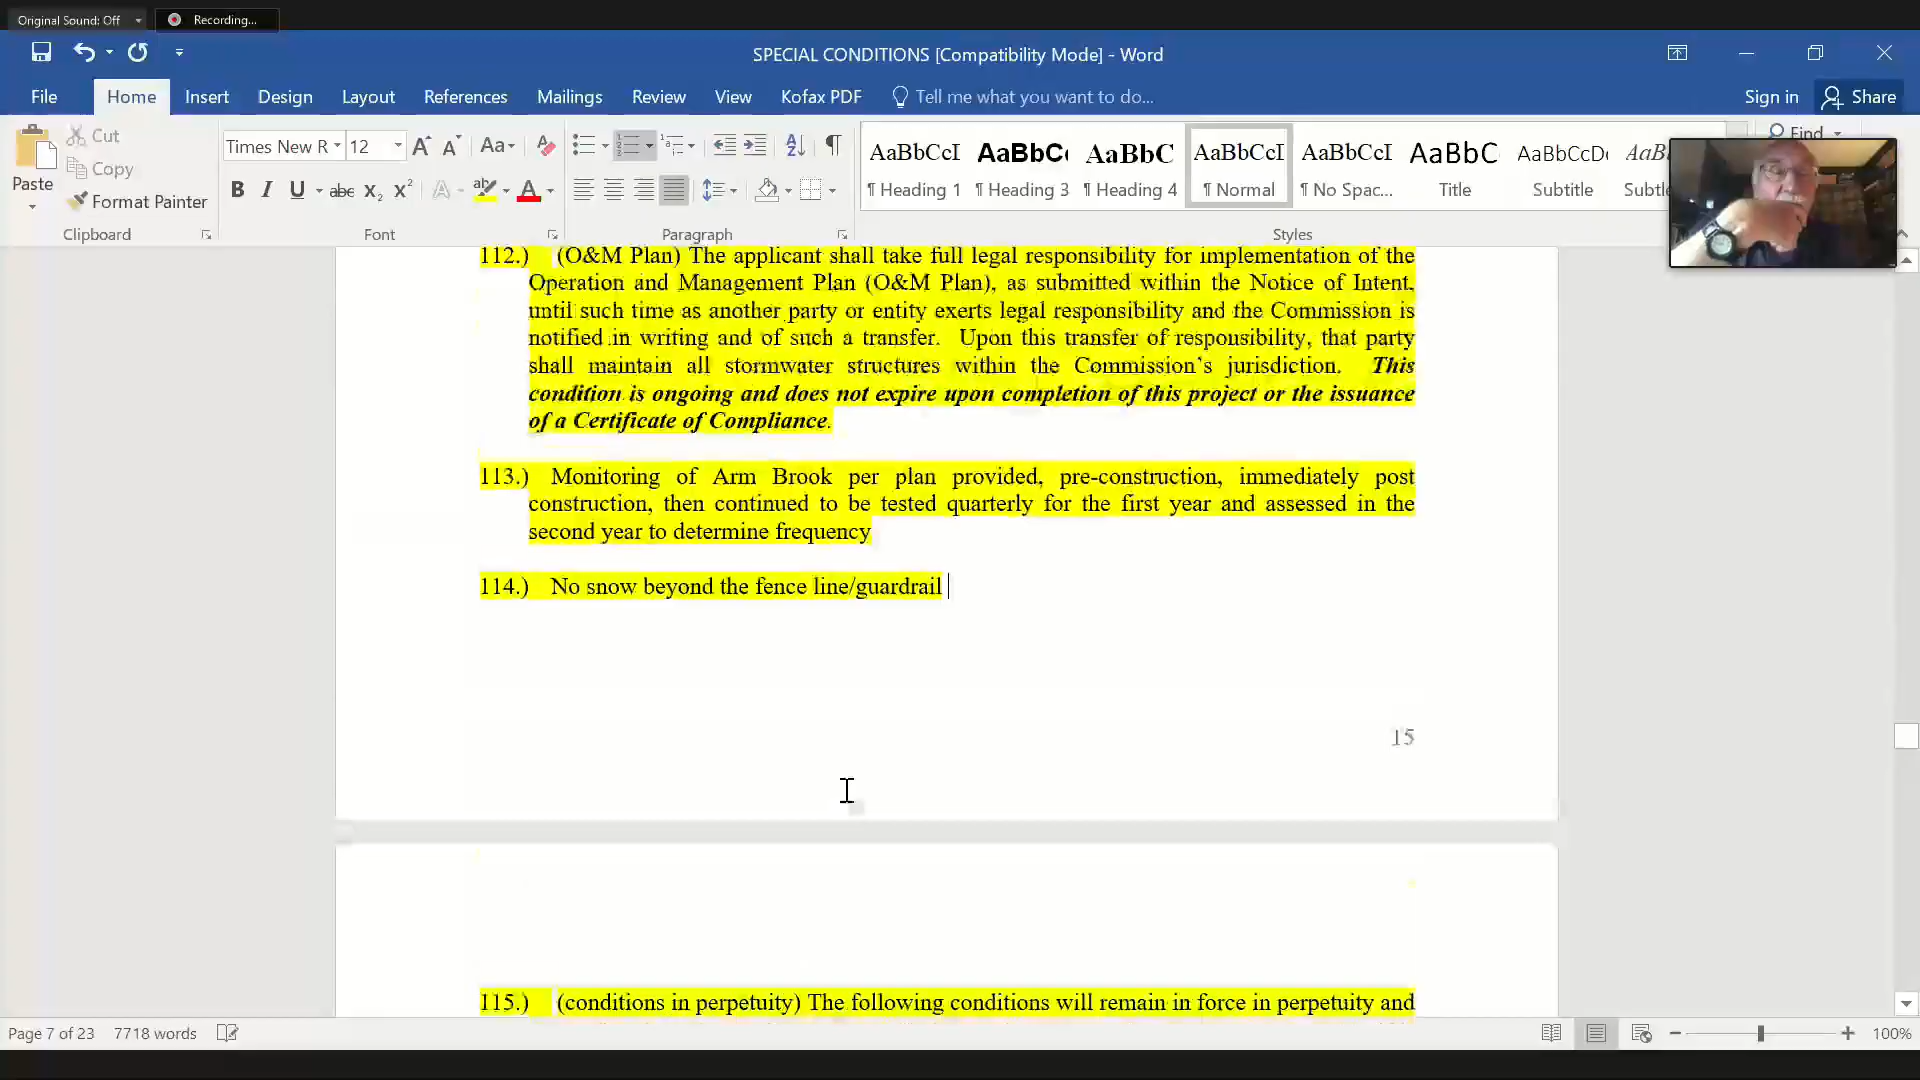 Original Sound: Off
Recording...
SPECIAL CONDITIONS [Compatibility Mode] - Word
File Home Insert Design Layout References Mailings Review View Kofax PDF Tell me what you want to do... Sign in Share
Paste
Cut
Copy
Format Painter
Clipboard
Times New R 12
Font
Paragraph
AaBbCcI AaBbCc AaBbC AaBbCcI AaBbCcI AaBbC AaBbCcDc AaB
¶ Heading 1 ¶ Heading 3 ¶ Heading 4 ¶ Normal ¶ No Spac... Title Subtitle Subtl
Styles
Find
112.) (O&M Plan) The applicant shall take full legal responsibility for implementation of the
Operation and Management Plan (O&M Plan), as submitted within the Notice of Intent,
until such time as another party or entity exerts legal responsibility and the Commission is
notified in writing and of such a transfer. Upon this transfer of responsibility, that party
shall maintain all stormwater structures within the Commission's jurisdiction. This
condition is ongoing and does not expire upon completion of this project or the issuance
of a Certificate of Compliance.
113.) Monitoring of Arm Brook per plan provided, pre-construction, immediately post
construction, then continued to be tested quarterly for the first year and assessed in the
second year to determine frequency
114.) No snow beyond the fence line/guardrail
15
115.) (conditions in perpetuity) The following conditions will remain in force in perpetuity and
Page 7 of 23 7718 words
100%